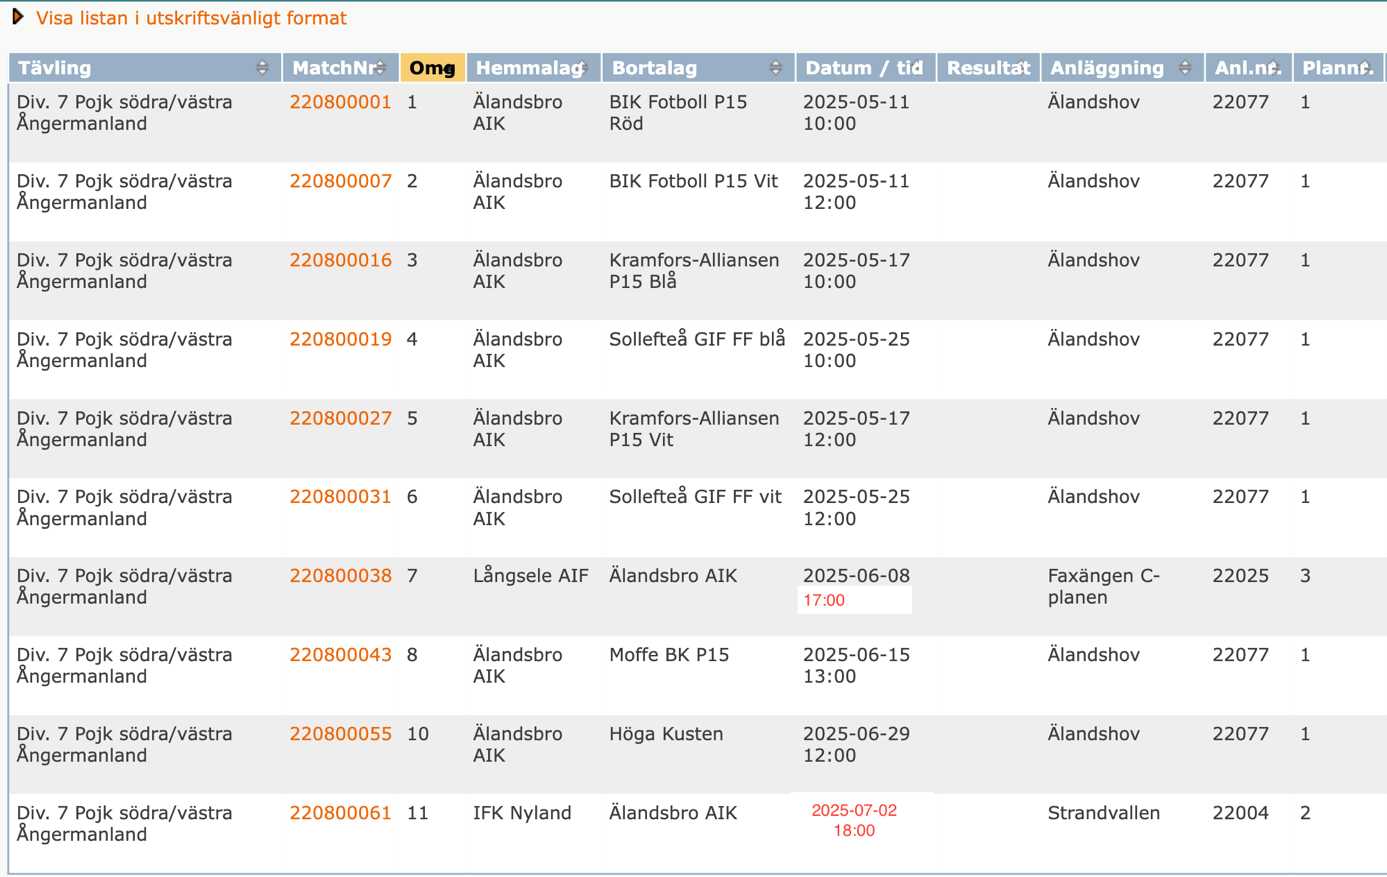 Visa listan i utskriftsvänligt format
Tävling MatchNr Omg Hemmalag Bortalag Datum / tid Resultat Anläggning Anl.nr. Plannr.
Div. 7 Pojk södra/västra 220800001 1 Älandsbro BIK Fotboll P15 2025-05-11 Älandshov 22077 1
Ångermanland AIK Röd 10:00
Div. 7 Pojk södra/västra 220800007 2 Älandsbro BIK Fotboll P15 Vit 2025-05-11 Älandshov 22077 1
Ångermanland AIK 12:00
Div. 7 Pojk södra/västra 220800016 3 Älandsbro Kramfors-Alliansen 2025-05-17 Älandshov 22077 1
Ångermanland AIK P15 Blå 10:00
Div. 7 Pojk södra/västra 220800019 4 Älandsbro Sollefteå GIF FF blå 2025-05-25 Älandshov 22077 1
Ångermanland AIK 10:00
Div. 7 Pojk södra/västra 220800027 5 Älandsbro Kramfors-Alliansen 2025-05-17 Älandshov 22077 1
Ångermanland AIK P15 Vit 12:00
Div. 7 Pojk södra/västra 220800031 6 Älandsbro Sollefteå GIF FF vit 2025-05-25 Älandshov 22077 1
Ångermanland AIK 12:00
Div. 7 Pojk södra/västra 220800038 7 Långsele AIF Älandsbro AIK 2025-06-08 Faxängen C- 22025 3
Ångermanland 17:00 planen
Div. 7 Pojk södra/västra 220800043 8 Älandsbro Moffe BK P15 2025-06-15 Älandshov 22077 1
Ångermanland AIK 13:00
Div. 7 Pojk södra/västra 220800055 10 Älandsbro Höga Kusten 2025-06-29 Älandshov 22077 1
Ångermanland AIK 12:00
Div. 7 Pojk södra/västra 220800061 11 IFK Nyland Älandsbro AIK 2025-07-02 Strandvallen 22004 2
Ångermanland 18:00